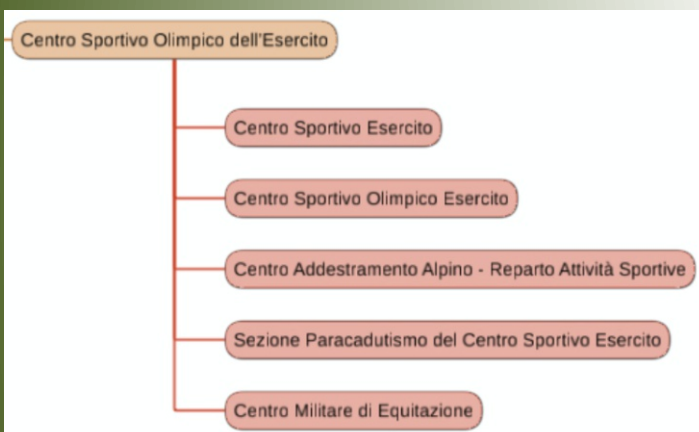 Centro Sportivo Olimpico dell'Esercito
Centro Sportivo Esercito
Centro Sportivo Olimpico Esercito
Centro Addestramento Alpino - Reparto Attività Sportive
Sezione Paracadutismo del Centro Sportivo Esercito
Centro Militare di Equitazione